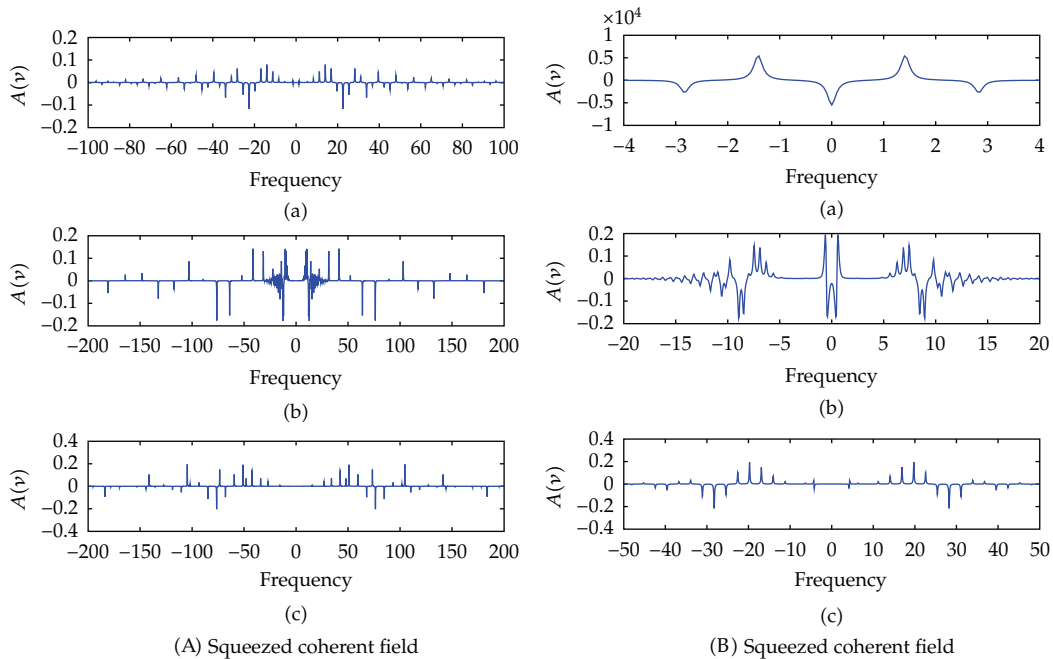 0.2
0.1
0
−0.1
−0.2
A(ν)
−100 −80 −60 −40 −20 0 20 40 60 80 100
Frequency
(a)
0.2
0.1
0
−0.1
−0.2
A(ν)
−200 −150 −100 −50 0 50 100 150 200
Frequency
(b)
0.4
0.2
0
−0.2
−0.4
A(ν)
−200 −150 −100 −50 0 50 100 150 200
Frequency
(c)
(A) Squeezed coherent field
×10⁴
1
0.5
0
−0.5
−1
A(ν)
−4 −3 −2 −1 0 1 2 3 4
Frequency
(a)
0.2
0.1
0
−0.1
−0.2
A(ν)
−20 −15 −10 −5 0 5 10 15 20
Frequency
(b)
0.4
0.2
0
−0.2
−0.4
A(ν)
−50 −40 −30 −20 −10 0 10 20 30 40 50
Frequency
(c)
(B) Squeezed coherent field